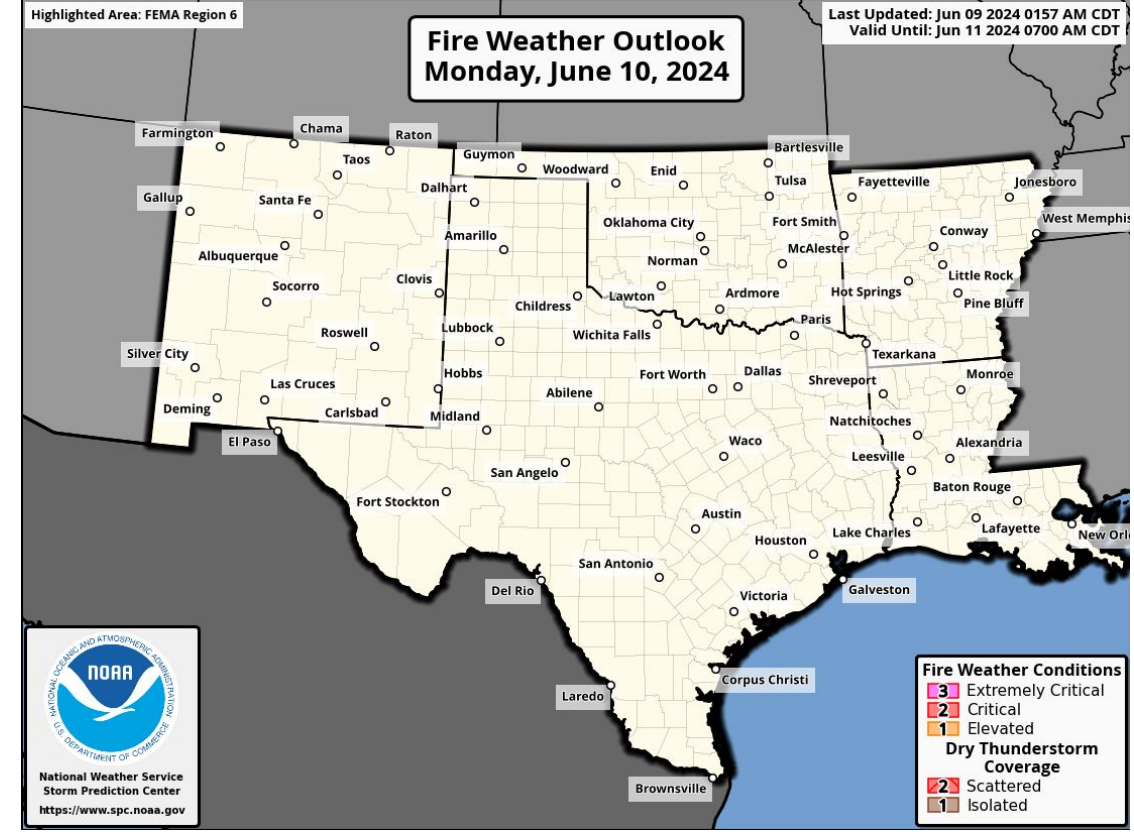 Highlighted Area: FEMA Region 6
Fire Weather Outlook
Monday, June 10, 2024
Last Updated: Jun 09 2024 0157 AM CDT
Valid Until: Jun 11 2024 0700 AM CDT
Farmington
Chama
Raton
Taos
Guymon
Woodward
Enid
Bartlesville
Tulsa
Fayetteville
Jonesboro
Gallup
Santa Fe
Dalhart
Amarillo
Oklahoma City
Fort Smith
Conway
West Memphis
Albuquerque
Norman
McAlester
Little Rock
Socorro
Clovis
Childress
Lawton
Ardmore
Hot Springs
Pine Bluff
Roswell
Lubbock
Wichita Falls
Paris
Texarkana
Silver City
Las Cruces
Hobbs
Fort Worth
Dallas
Shreveport
Monroe
Deming
Carlsbad
Midland
Abilene
Natchitoches
El Paso
Waco
Alexandria
San Angelo
Leesville
Fort Stockton
Baton Rouge
Austin
Lake Charles
Lafayette
New Orl
Houston
San Antonio
Del Rio
Galveston
Victoria
Laredo
Corpus Christi
Brownsville
NATIONAL OCEANIC AND ATMOSPHERIC ADMINISTRATION
NOAA
U.S. DEPARTMENT OF COMMERCE
National Weather Service
Storm Prediction Center
https://www.spc.noaa.gov
Fire Weather Conditions
3 Extremely Critical
2 Critical
1 Elevated
Dry Thunderstorm
Coverage
2 Scattered
1 Isolated